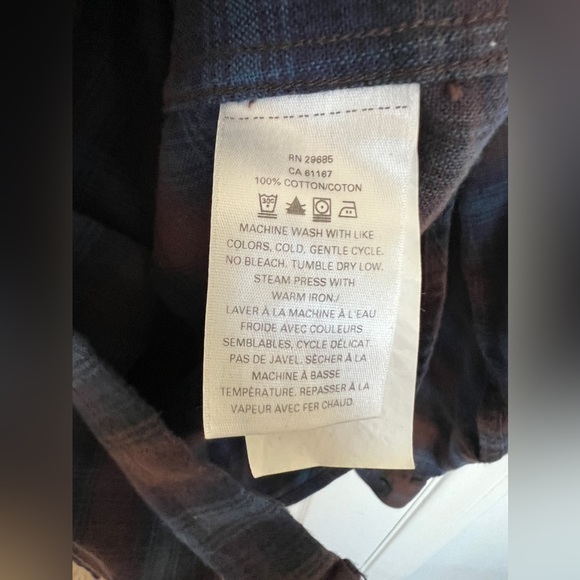 RN 29685
CA 61167
100% COTTON/COTON
30C
MACHINE WASH WITH LIKE
COLORS, COLD, GENTLE CYCLE.
NO BLEACH. TUMBLE DRY LOW.
STEAM PRESS WITH
WARM IRON./
LAVER À LA MACHINE À L'EAU
FROIDE AVEC COULEURS
SEMBLABLES, CYCLE DÉLICAT.
PAS DE JAVEL. SÉCHER À LA
MACHINE À BASSE
TEMPÉRATURE. REPASSER À LA
VAPEUR AVEC FER CHAUD.